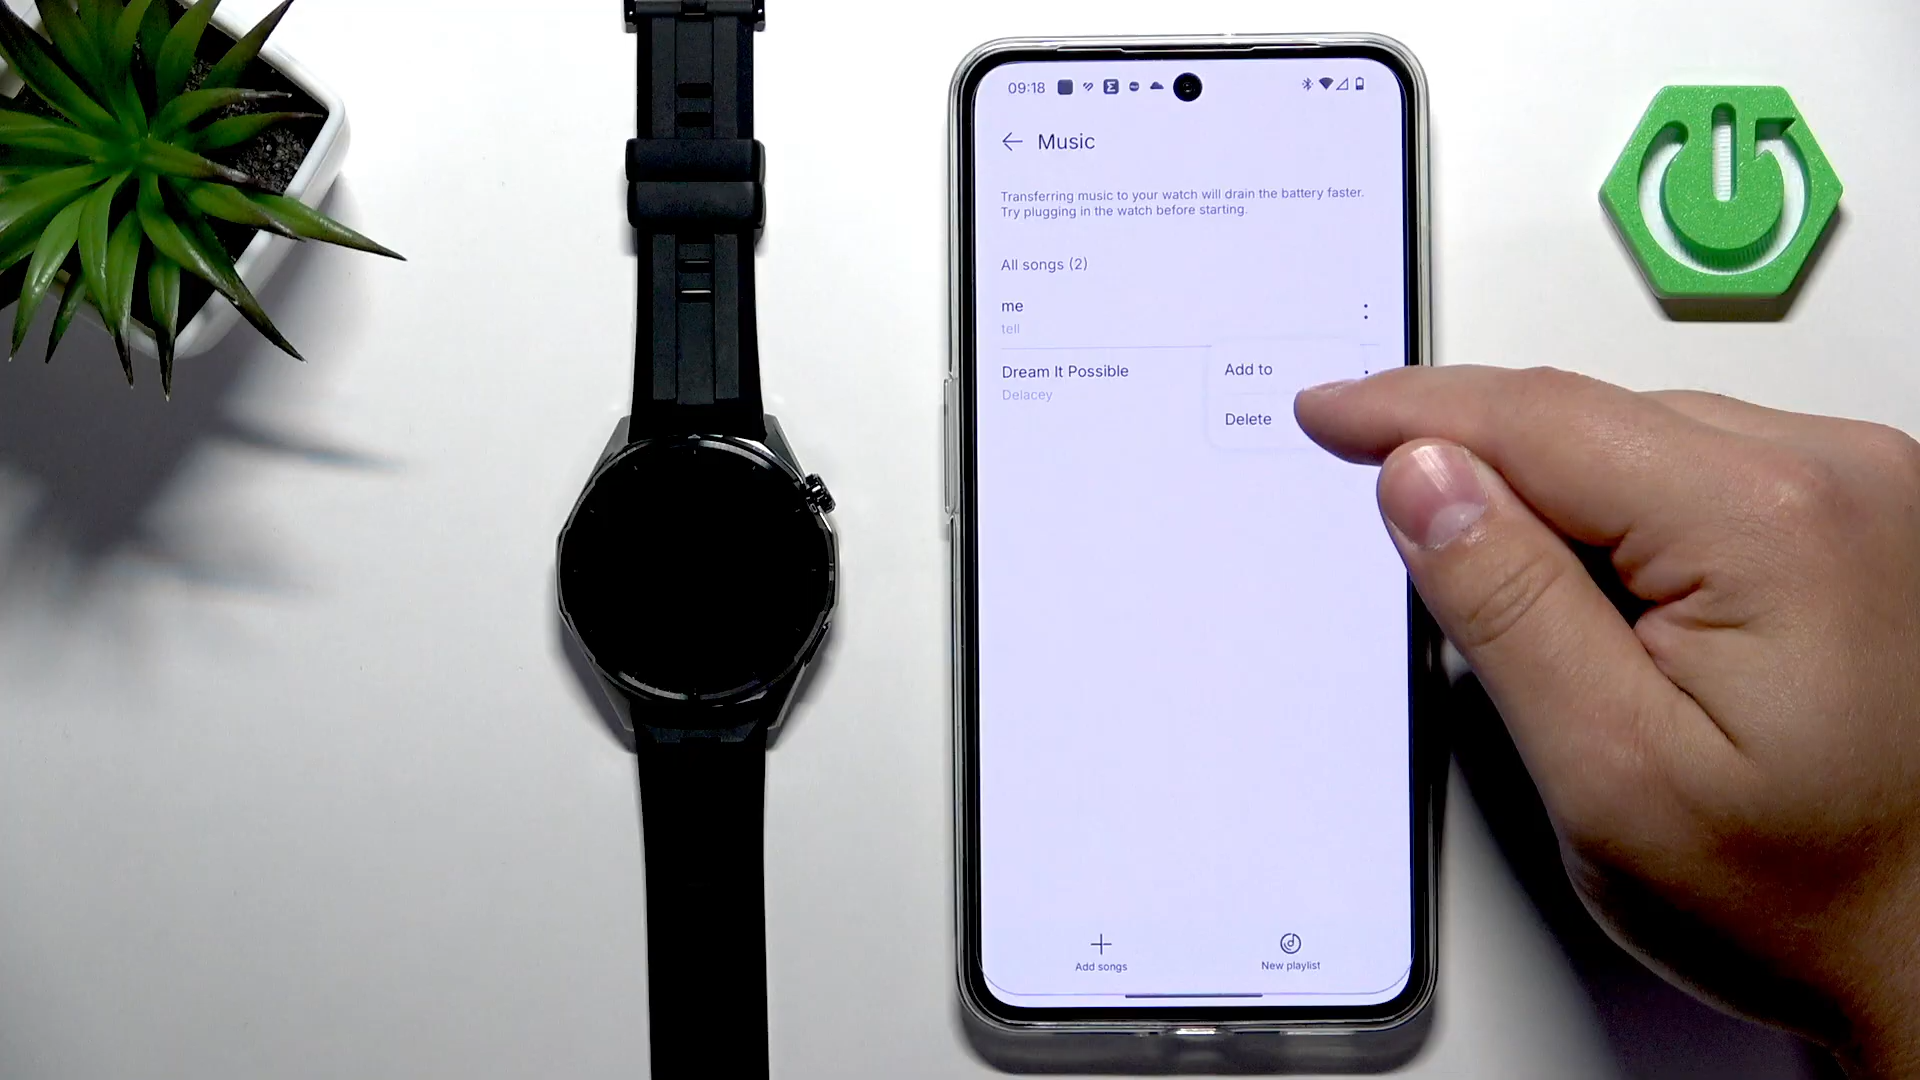 09:18
Music
Transferring music to your watch will drain the battery faster.
Try plugging in the watch before starting.
All songs (2)
me
tell
Dream It Possible
Delacey
Add to
Delete
Add songs
New playlist